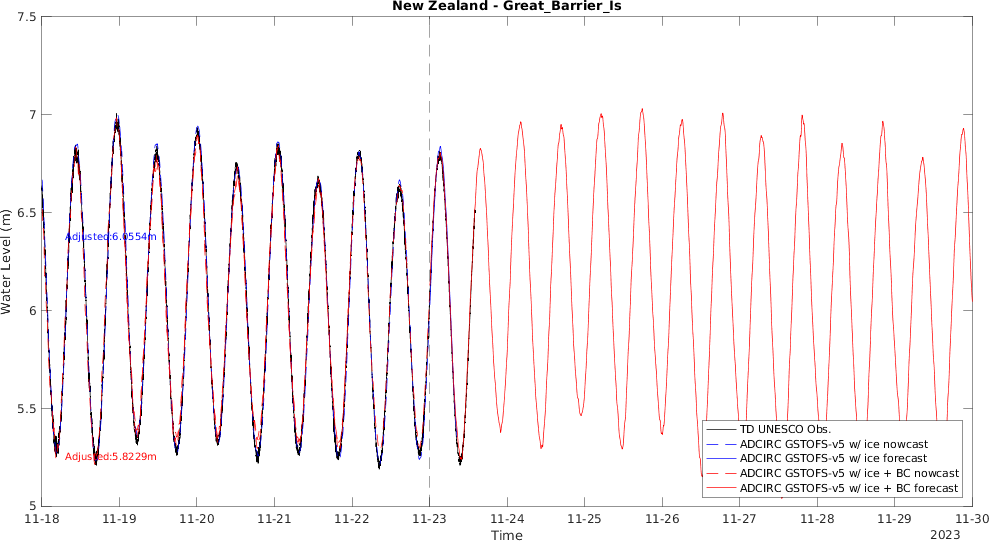 New Zealand - Great_Barrier_Is
7.5
7
6.5
6
5.5
5
Water Level (m)
Adjusted:6.0554m
Adjusted:5.8229m
TD UNESCO Obs.
ADCIRC GSTOFS-v5 w/ ice nowcast
ADCIRC GSTOFS-v5 w/ ice forecast
ADCIRC GSTOFS-v5 w/ ice + BC nowcast
ADCIRC GSTOFS-v5 w/ ice + BC forecast
11-18 11-19 11-20 11-21 11-22 11-23 11-24 11-25 11-26 11-27 11-28 11-29 11-30
Time
2023